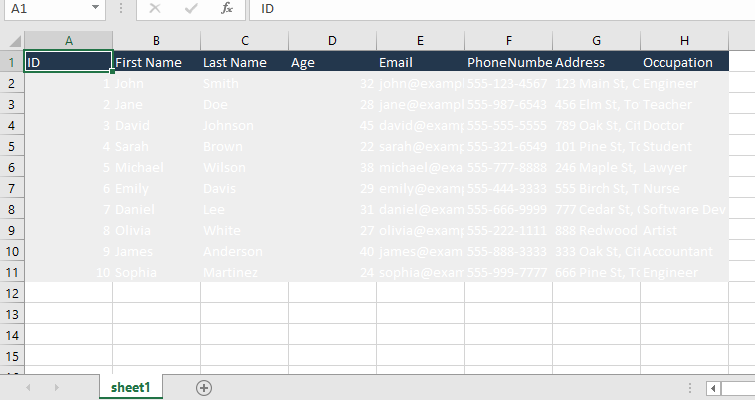 A1 fx ID
A B C D E F G H
1 ID First Name Last Name Age Email PhoneNumbe Address Occupation
2 1 John Smith 32 john@exampl 555-123-4567 123 Main St, C Engineer
3 2 Jane Doe 28 jane@exampl 555-987-6543 456 Elm St, To Teacher
4 3 David Johnson 45 david@examp 555-555-5555 789 Oak St, Cit Doctor
5 4 Sarah Brown 22 sarah@examp 555-321-6549 101 Pine St, To Student
6 5 Michael Wilson 38 michael@exa 555-777-8888 246 Maple St, Lawyer
7 6 Emily Davis 29 emily@examp 555-444-3333 555 Birch St, T Nurse
8 7 Daniel Lee 31 daniel@exam 555-666-9999 777 Cedar St, Software Dev
9 8 Olivia White 27 olivia@examp 555-222-1111 888 Redwood Artist
10 9 James Anderson 40 james@exam 555-888-3333 333 Oak St, Cit Accountant
11 10 Sophia Martinez 24 sophia@exam 555-999-7777 666 Pine St, To Engineer
12
13
14
15
sheet1